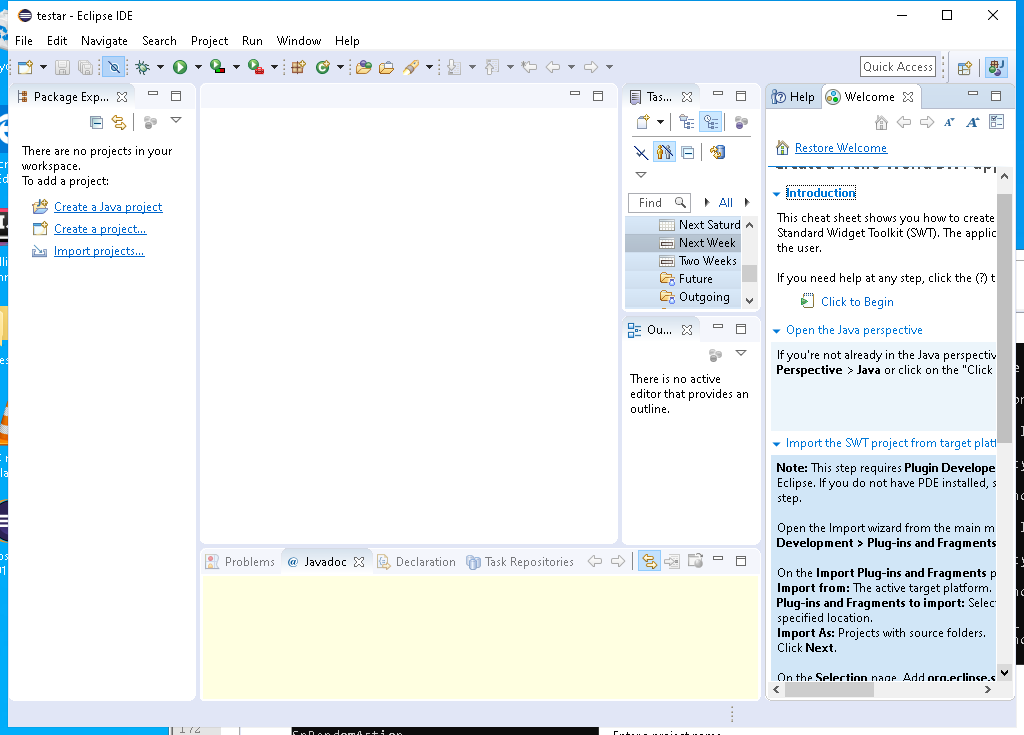 testar - Eclipse IDE
File Edit Navigate Search Project Run Window Help
Quick Access
Package Exp...
There are no projects in your
workspace.
To add a project:
Create a Java project
Create a project...
Import projects...
Tas...
Find
All
Next Saturd
Next Week
Two Weeks
Future
Outgoing
Ou...
There is no active
editor that provides an
outline.
Help
Welcome
Restore Welcome
Introduction
This cheat sheet shows you how to create
Standard Widget Toolkit (SWT). The applic
the user.
If you need help at any step, click the (?) t
Click to Begin
Open the Java perspective
If you're not already in the Java perspectiv
Perspective > Java or click on the "Click
Import the SWT project from target platf
Note: This step requires Plugin Develope
Eclipse. If you do not have PDE installed, s
step.
Open the Import wizard from the main m
Development > Plug-ins and Fragments
On the Import Plug-ins and Fragments p
Import from: The active target platform.
Plug-ins and Fragments to import: Selec
specified location.
Import As: Projects with source folders.
Click Next.
On the Selection page, Add org.eclipse.s
Problems @ Javadoc Declaration Task Repositories
172